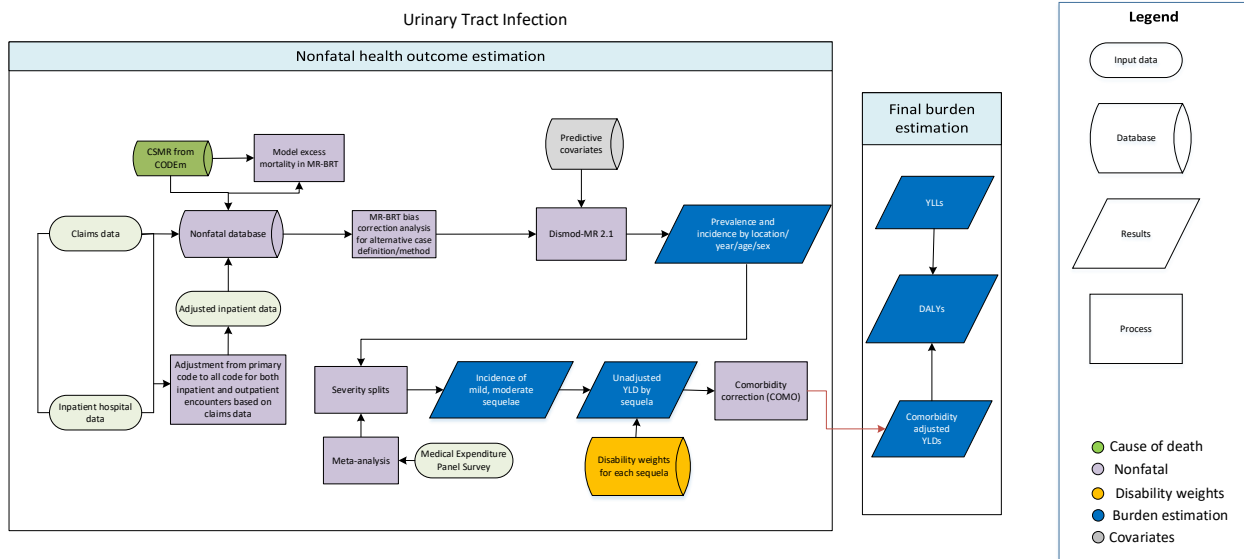 Urinary Tract Infection
Nonfatal health outcome estimation
CSMR from
CODEm
Model excess
mortality in MR-BRT
Predictive
covariates
Claims data
Nonfatal database
MR-BRT bias
correction analysis
for alternative case
definition/method
Dismod-MR 2.1
Prevalence and
incidence by location/
year/age/sex
Adjusted inpatient data
Inpatient hospital
data
Adjustment from primary
code to all code for both
inpatient and outpatient
encounters based on
claims data
Severity splits
Incidence of
mild, moderate
sequelae
Unadjusted
YLD by
sequela
Comorbidity
correction (COMO)
Meta-analysis
Medical Expenditure
Panel Survey
Disability weights
for each sequela
Final burden
estimation
YLLs
DALYs
Comorbidity
adjusted
YLDs
Legend
Input data
Database
Results
Process
Cause of death
Nonfatal
Disability weights
Burden estimation
Covariates